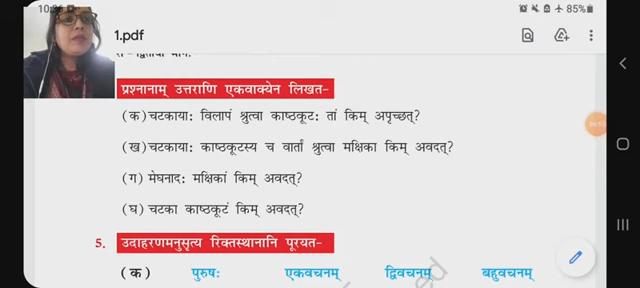 85%
1.pdf
प्रश्नानाम् उत्तराणि एकवाक्येन लिखत-
(क) चटकाया: विलापं श्रुत्वा काष्ठकूट: तां किम् अपृच्छत्?
(ख) चटकाया: काष्ठकूटस्य च वार्तां श्रुत्वा मक्षिका किम् अवदत्?
(ग) मेघनाद: मक्षिकां किम् अवदत्?
(घ) चटका काष्ठकूटं किम् अवदत्?
5. उदाहरणमनुसृत्य रिक्तस्थानानि पूरयत-
(क) पुरुष: एकवचनम् द्विवचनम् बहुवचनम्